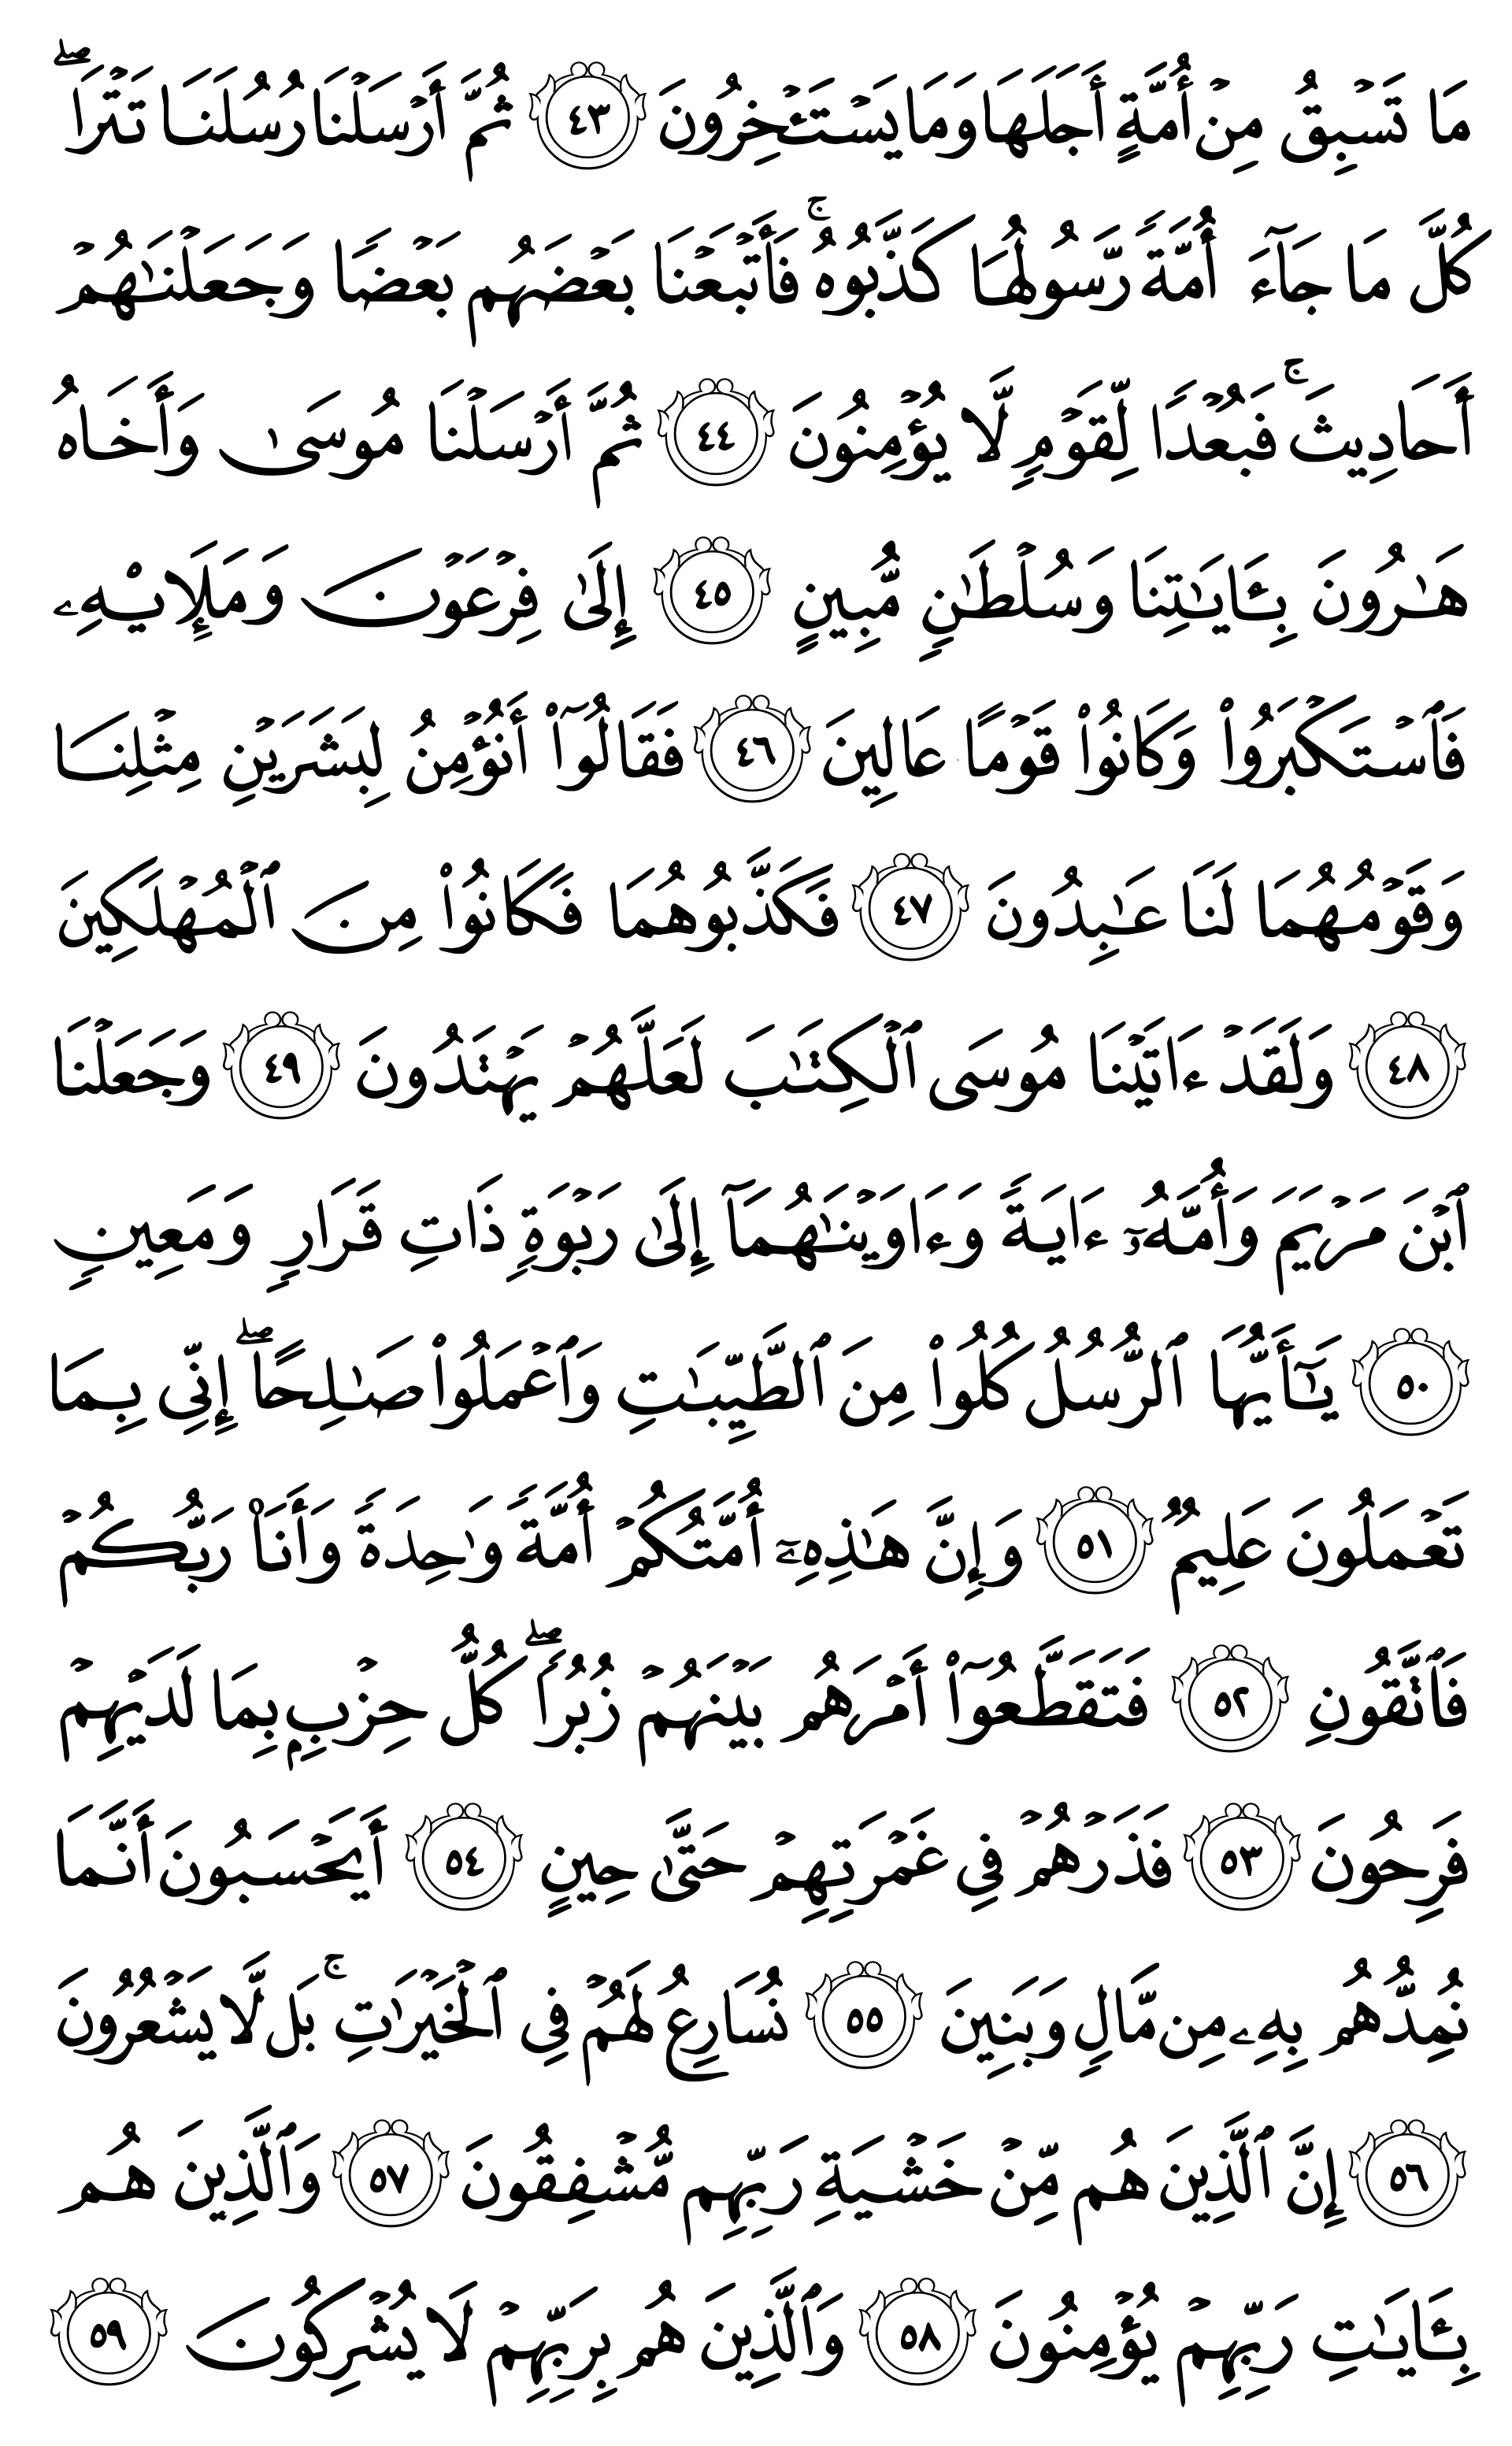 مَا تَسۡبِقُ مِنۡ أُمَّةٍ أَجَلَهَا وَمَا يَسۡتَـٔۡخِرُونَ ٤٣ ثُمَّ أَرۡسَلۡنَا رُسُلَنَا تَتۡرَاۖ
كُلَّ مَا جَآءَ أُمَّةٗ رَّسُولُهَا كَذَّبُوهُۚ فَأَتۡبَعۡنَا بَعۡضَهُم بَعۡضٗا وَجَعَلۡنَٰهُمۡ
أَحَادِيثَۚ فَبُعۡدٗا لِّقَوۡمٖ لَّا يُؤۡمِنُونَ ٤٤ ثُمَّ أَرۡسَلۡنَا مُوسَىٰ وَأَخَاهُ
هَٰرُونَ بِـَٔايَٰتِنَا وَسُلۡطَٰنٖ مُّبِينٍ ٤٥ إِلَىٰ فِرۡعَوۡنَ وَمَلَإِيْهِۦ
فَٱسۡتَكۡبَرُواْ وَكَانُواْ قَوۡمًا عَالِينَ ٤٦ فَقَالُوٓاْ أَنُؤۡمِنُ لِبَشَرَيۡنِ مِثۡلِنَا
وَقَوۡمُهُمَا لَنَا عَٰبِدُونَ ٤٧ فَكَذَّبُوهُمَا فَكَانُواْ مِنَ ٱلۡمُهۡلَكِينَ
٤٨ وَلَقَدۡ ءَاتَيۡنَا مُوسَى ٱلۡكِتَٰبَ لَعَلَّهُمۡ يَهۡتَدُونَ ٤٩ وَجَعَلۡنَا
ٱبۡنَ مَرۡيَمَ وَأُمَّهُۥٓ ءَايَةٗ وَءَاوَيۡنَٰهُمَآ إِلَىٰ رَبۡوَةٖ ذَاتِ قَرَارٖ وَمَعِينٖ
٥٠ يَٰٓأَيُّهَا ٱلرُّسُلُ كُلُواْ مِنَ ٱلطَّيِّبَٰتِ وَٱعۡمَلُواْ صَٰلِحًاۖ إِنِّي بِمَا
تَعۡمَلُونَ عَلِيمٞ ٥١ وَإِنَّ هَٰذِهِۦٓ أُمَّتُكُمۡ أُمَّةٗ وَٰحِدَةٗ وَأَنَا۠ رَبُّكُمۡ
فَٱتَّقُونِ ٥٢ فَتَقَطَّعُوٓاْ أَمۡرَهُم بَيۡنَهُمۡ زُبُرٗاۖ كُلُّ حِزۡبِۭ بِمَا لَدَيۡهِمۡ
فَرِحُونَ ٥٣ فَذَرۡهُمۡ فِي غَمۡرَتِهِمۡ حَتَّىٰ حِينٍ ٥٤ أَيَحۡسَبُونَ أَنَّمَا
نُمِدُّهُم بِهِۦ مِن مَّالٖ وَبَنِينَ ٥٥ نُسَارِعُ لَهُمۡ فِي ٱلۡخَيۡرَٰتِۚ بَل لَّا يَشۡعُرُونَ
٥٦ إِنَّ ٱلَّذِينَ هُم مِّنۡ خَشۡيَةِ رَبِّهِم مُّشۡفِقُونَ ٥٧ وَٱلَّذِينَ هُم
بِـَٔايَٰتِ رَبِّهِمۡ يُؤۡمِنُونَ ٥٨ وَٱلَّذِينَ هُم بِرَبِّهِمۡ لَا يُشۡرِكُونَ ٥٩